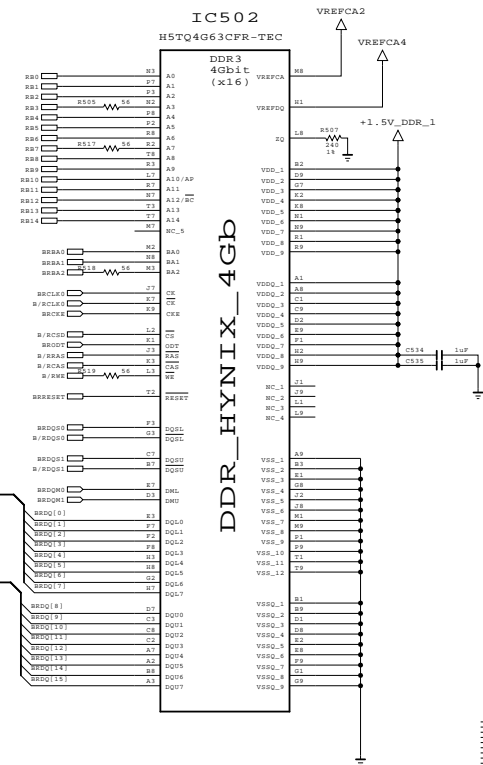 IC502
H5TQ4G63CFR-TEC
VREFCA2
VREFCA4
+1.5V_DDR_1
DDR3
4Gbit
(x16)
DDR_HYNIX_4Gb
RB0 N3 A0
RB1 P7 A1
RB2 P3 A2
RB3 R505 56 N2 A3
RB4 P8 A4
RB5 P2 A5
RB6 R8 A6
RB7 R517 56 R2 A7
RB8 T8 A8
RB9 R3 A9
RB10 L7 A10/AP
RB11 R7 A11
RB12 N7 A12/BC
RB13 T3 A13
RB14 T7 A14
M7 NC_5
BRBA0 M2 BA0
BRBA1 N8 BA1
BRBA2 R518 56 M3 BA2
BRCLK0 J7 CK
B/RCLK0 K7 CK
BRCKE K9 CKE
B/RCSD L2 CS
BRODT K1 ODT
B/RRAS J3 RAS
B/RCAS K3 CAS
B/RWE R519 56 L3 WE
BRRESET T2 RESET
BRDQS0 F3 DQSL
B/RDQS0 G3 DQSL
BRDQS1 C7 DQSU
B/RDQS1 B7 DQSU
BRDQM0 E7 DML
BRDQM1 D3 DMU
BRDQ[0] E3 DQL0
BRDQ[1] F7 DQL1
BRDQ[2] F2 DQL2
BRDQ[3] F8 DQL3
BRDQ[4] H3 DQL4
BRDQ[5] H8 DQL5
BRDQ[6] G2 DQL6
BRDQ[7] H7 DQL7
BRDQ[8] D7 DQU0
BRDQ[9] C3 DQU1
BRDQ[10] C8 DQU2
BRDQ[11] C2 DQU3
BRDQ[12] A7 DQU4
BRDQ[13] A2 DQU5
BRDQ[14] B8 DQU6
BRDQ[15] A3 DQU7
VREFCA M8
VREFDQ H1
ZQ L8 R507
240
1%
VDD_1 B2
VDD_2 D9
VDD_3 G7
VDD_4 K2
VDD_5 K8
VDD_6 N1
VDD_7 N9
VDD_8 R1
VDD_9 R9
VDDQ_1 A1
VDDQ_2 A8
VDDQ_3 C1
VDDQ_4 C9
VDDQ_5 D2
VDDQ_6 E9
VDDQ_7 F1
VDDQ_8 H2 C534 1uF
VDDQ_9 H9 C535 1uF
NC_1 J1
NC_2 J9
NC_3 L1
NC_4 L9
VSS_1 A9
VSS_2 B3
VSS_3 E1
VSS_4 G8
VSS_5 J2
VSS_6 J8
VSS_7 M1
VSS_8 M9
VSS_9 P1
VSS_10 P9
VSS_11 T1
VSS_12 T9
VSSQ_1 B1
VSSQ_2 B9
VSSQ_3 D1
VSSQ_4 D8
VSSQ_5 E2
VSSQ_6 E8
VSSQ_7 F9
VSSQ_8 G1
VSSQ_9 G9